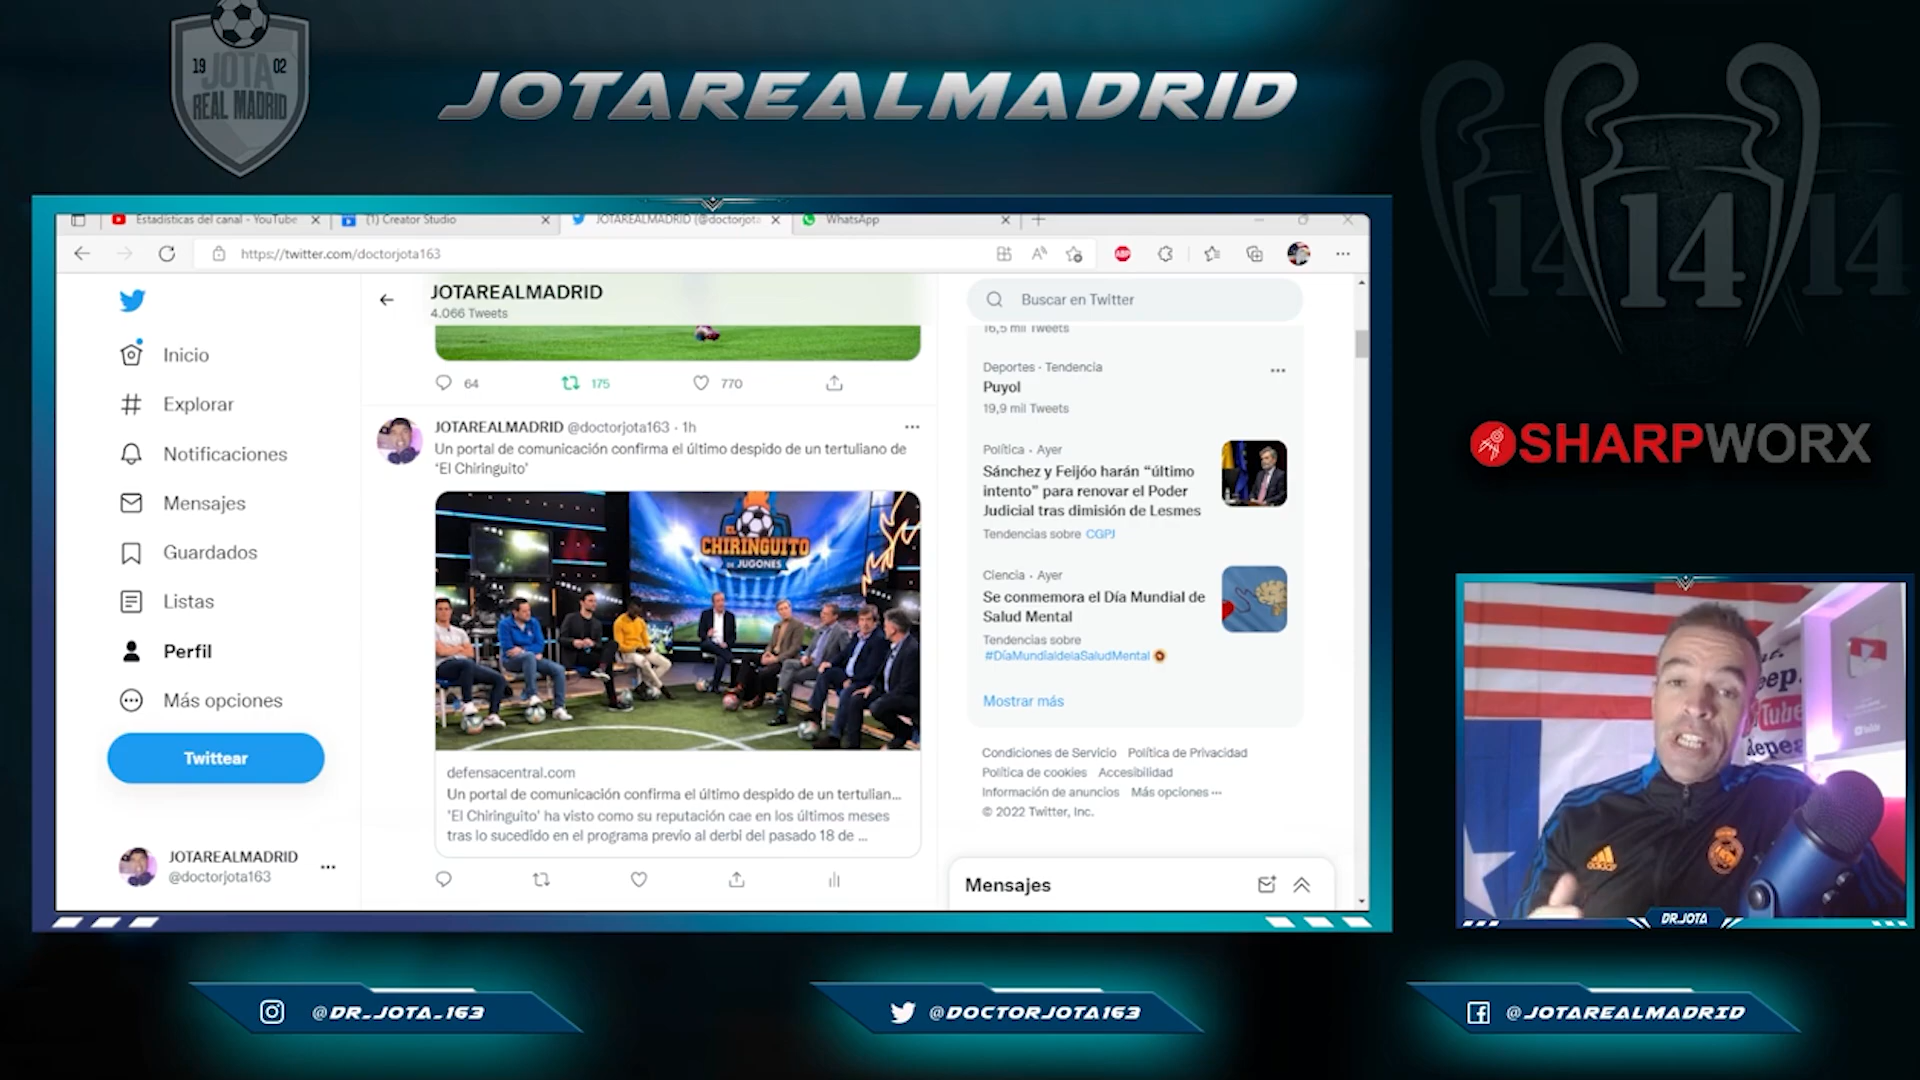 19 02
JOTA
REAL MADRID
JOTAREALMADRID
14 14 14
Estadísticas del canal - YouTube
(1) Creator Studio
JOTAREALMADRID (@doctorjota
WhatsApp
https://twitter.com/doctorjota163
ABP
JOTAREALMADRID
4.066 Tweets
Buscar en Twitter
16,5 mil Tweets
Inicio
Explorar
Notificaciones
Mensajes
Guardados
Listas
Perfil
Más opciones
Twittear
JOTAREALMADRID
@doctorjota163
64 175 770
JOTAREALMADRID @doctorjota163 · 1h
Un portal de comunicación confirma el último despido de un tertuliano de
'El Chiringuito'
EL
CHIRINGUITO
DE JUGONES
defensacentral.com
Un portal de comunicación confirma el último despido de un tertulian...
'El Chiringuito' ha visto como su reputación cae en los últimos meses
tras lo sucedido en el programa previo al derbi del pasado 18 de ...
Deportes · Tendencia
Puyol
19,9 mil Tweets
Política · Ayer
Sánchez y Feijóo harán “último
intento” para renovar el Poder
Judicial tras dimisión de Lesmes
Tendencias sobre CGPJ
Ciencia · Ayer
Se conmemora el Día Mundial de
Salud Mental
Tendencias sobre
#DíaMundialdelaSaludMental
Mostrar más
Condiciones de Servicio Política de Privacidad
Política de cookies Accesibilidad
Información de anuncios Más opciones ···
© 2022 Twitter, Inc.
Mensajes
SHARPWORX
DR.JOTA
@DR_JOTA_163
@DOCTORJOTA163
@JOTAREALMADRID